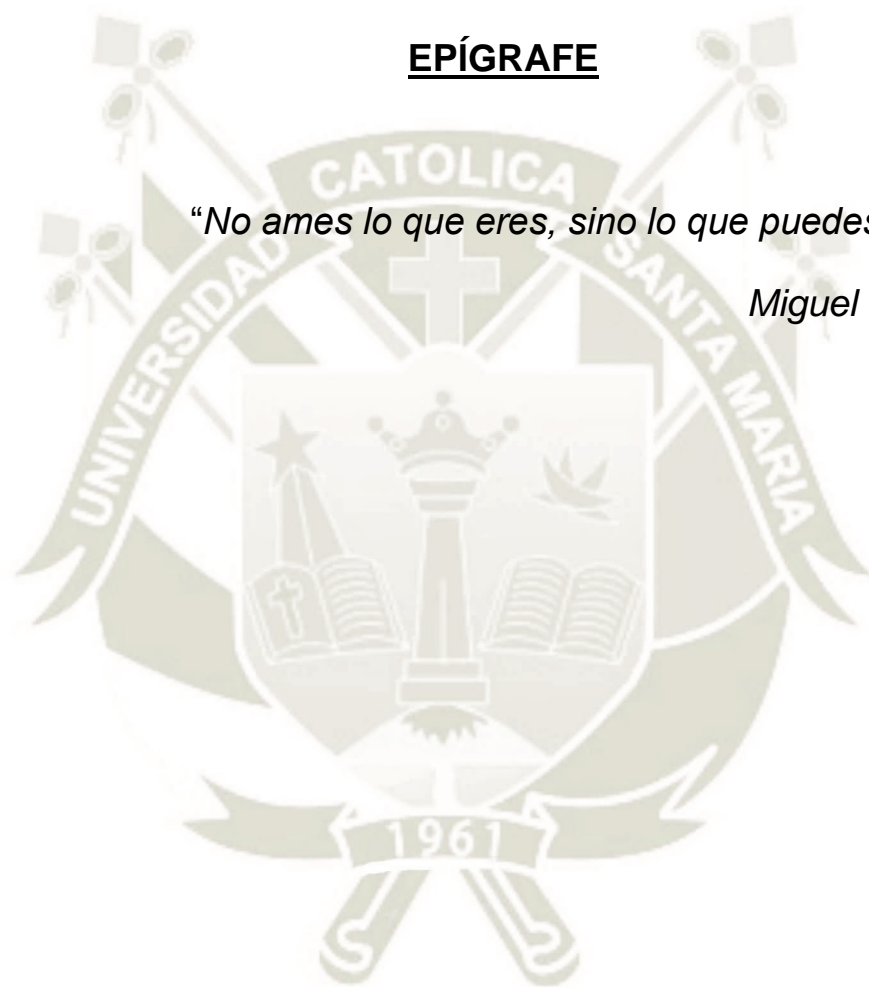 EPÍGRAFE
CATOLICA
“No ames lo que eres, sino lo que puedes
UNIVERSIDAD
SANTA MARIA
Miguel
1961